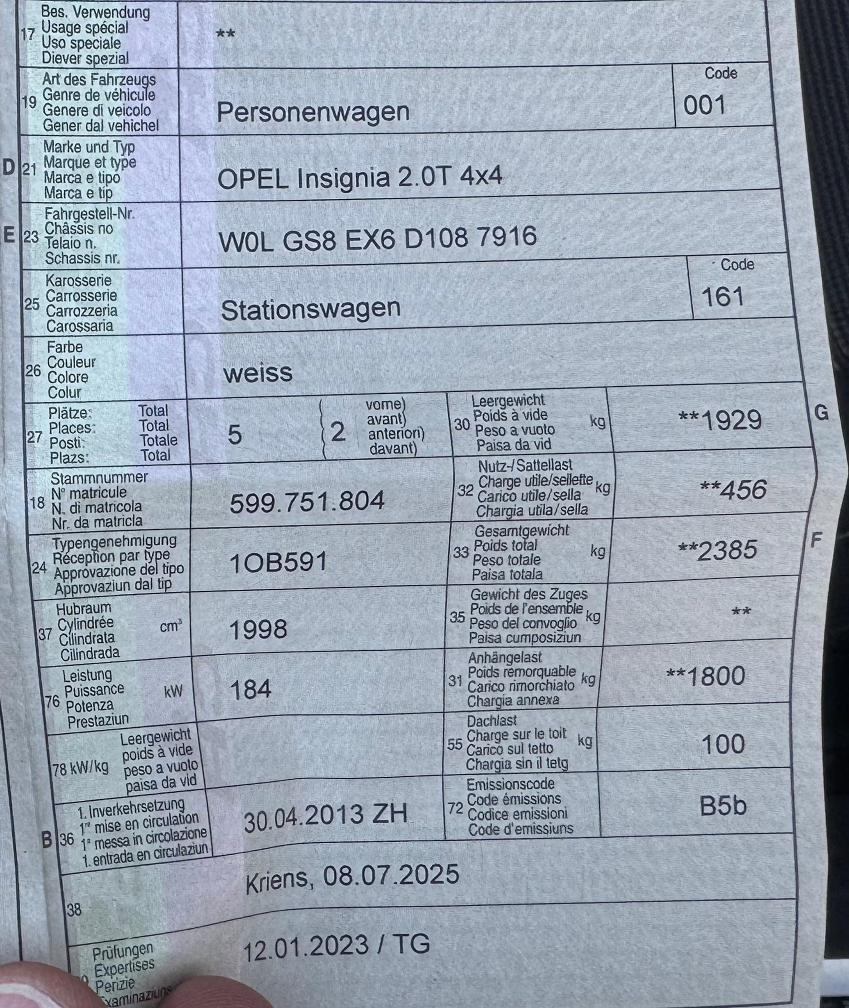 17 Bes. Verwendung
Usage spécial
Uso speciale
Diever spezial
**
19 Art des Fahrzeugs
Genre de véhicule
Genere di veicolo
Gener dal vehichel
Personenwagen
Code
001
D 21 Marke und Typ
Marque et type
Marca e tipo
Marca e tip
OPEL Insignia 2.0T 4x4
E 23 Fahrgestell-Nr.
Châssis no
Telaio n.
Schassis nr.
W0L GS8 EX6 D108 7916
25 Karosserie
Carrosserie
Carrozzeria
Carossaria
Stationswagen
Code
161
26 Farbe
Couleur
Colore
Colur
weiss
27 Plätze: Total
Places: Total
Posti: Totale
Plazs: Total
5
( 2 vorne)
avant)
anteriori)
davant)
30 Leergewicht
Poids à vide
Peso a vuoto
Paisa da vid
kg
**1929
G
18 Stammnummer
N° matricule
N. di matricola
Nr. da matricla
599.751.804
32 Nutz-/Sattellast
Charge utile/sellette
Carico utile/sella
Chargia utila/sella
kg
**456
24 Typengenehmigung
Réception par type
Approvazione del tipo
Approvaziun dal tip
1OB591
33 Gesamtgewicht
Poids total
Peso totale
Paisa totala
kg
**2385
F
37 Hubraum
Cylindrée
Cilindrata
Cilindrada
cm³
1998
35 Gewicht des Zuges
Poids de l'ensemble
Peso del convoglio
Paisa cumposiziun
kg
**
76 Leistung
Puissance
Potenza
Prestaziun
kW
184
31 Anhängelast
Poids remorquable
Carico rimorchiato
Chargia annexa
kg
**1800
78 kW/kg
Leergewicht
poids à vide
peso a vuoto
paisa da vid
55 Dachlast
Charge sur le toit
Carico sul tetto
Chargia sin il tetg
kg
100
B 36 1. Inverkehrsetzung
1re mise en circulation
1a messa in circolazione
1. entrada en circulaziun
30.04.2013 ZH
72 Emissionscode
Code émissions
Codice emissioni
Code d'emissiuns
B5b
38
Kriens, 08.07.2025
Prüfungen
Expertises
Perizie
12.01.2023 / TG